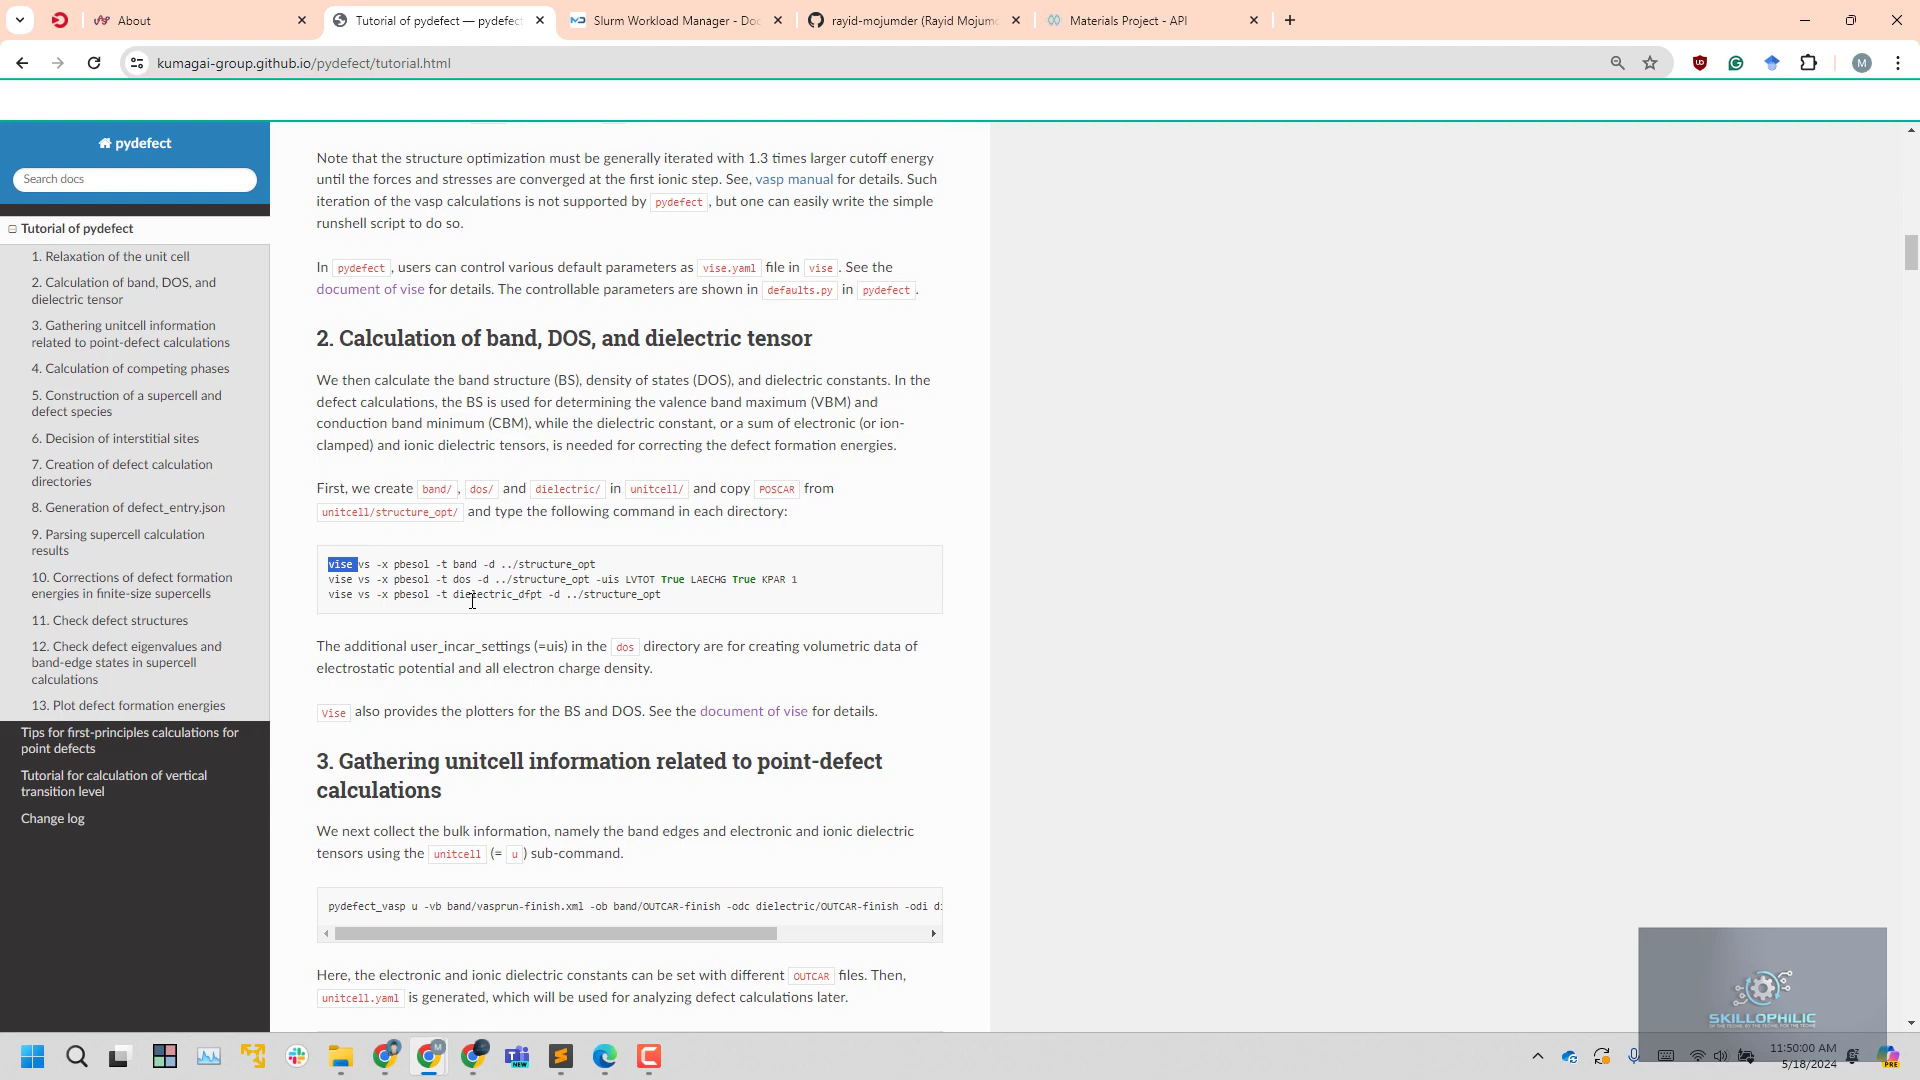 About
Tutorial of pydefect — pydefect
Slurm Workload Manager - Doc
rayid-mojumder (Rayid Mojum
Materials Project - API
kumagai-group.github.io/pydefect/tutorial.html
M
pydefect
Search docs
Tutorial of pydefect
1. Relaxation of the unit cell
2. Calculation of band, DOS, and
dielectric tensor
3. Gathering unitcell information
related to point-defect calculations
4. Calculation of competing phases
5. Construction of a supercell and
defect species
6. Decision of interstitial sites
7. Creation of defect calculation
directories
8. Generation of defect_entry.json
9. Parsing supercell calculation
results
10. Corrections of defect formation
energies in finite-size supercells
11. Check defect structures
12. Check defect eigenvalues and
band-edge states in supercell
calculations
13. Plot defect formation energies
Tips for first-principles calculations for
point defects
Tutorial for calculation of vertical
transition level
Change log
Note that the structure optimization must be generally iterated with 1.3 times larger cutoff energy
until the forces and stresses are converged at the first ionic step. See, vasp manual for details. Such
iteration of the vasp calculations is not supported by pydefect, but one can easily write the simple
runshell script to do so.
In pydefect, users can control various default parameters as vise.yaml file in vise. See the
document of vise for details. The controllable parameters are shown in defaults.py in pydefect.
2. Calculation of band, DOS, and dielectric tensor
We then calculate the band structure (BS), density of states (DOS), and dielectric constants. In the
defect calculations, the BS is used for determining the valence band maximum (VBM) and
conduction band minimum (CBM), while the dielectric constant, or a sum of electronic (or ion-
clamped) and ionic dielectric tensors, is needed for correcting the defect formation energies.
First, we create band/, dos/ and dielectric/ in unitcell/ and copy POSCAR from
unitcell/structure_opt/ and type the following command in each directory:
vise vs -x pbesol -t band -d ../structure_opt
vise vs -x pbesol -t dos -d ../structure_opt -uis LVTOT True LAECHG True KPAR 1
vise vs -x pbesol -t dielectric_dfpt -d ../structure_opt
The additional user_incar_settings (=uis) in the dos directory are for creating volumetric data of
electrostatic potential and all electron charge density.
Vise also provides the plotters for the BS and DOS. See the document of vise for details.
3. Gathering unitcell information related to point-defect
calculations
We next collect the bulk information, namely the band edges and electronic and ionic dielectric
tensors using the unitcell (= u) sub-command.
pydefect_vasp u -vb band/vasprun-finish.xml -ob band/OUTCAR-finish -odc dielectric/OUTCAR-finish -odi di
Here, the electronic and ionic dielectric constants can be set with different OUTCAR files. Then,
unitcell.yaml is generated, which will be used for analyzing defect calculations later.
SKILLOPHILIC
11:50:00 AM
5/18/2024